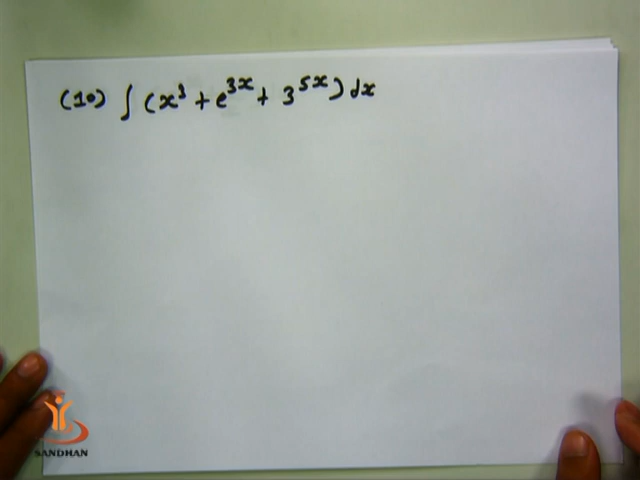 (10) ∫ (x³ + e^{3x} + 3^{5x}) dx
SANDHAN